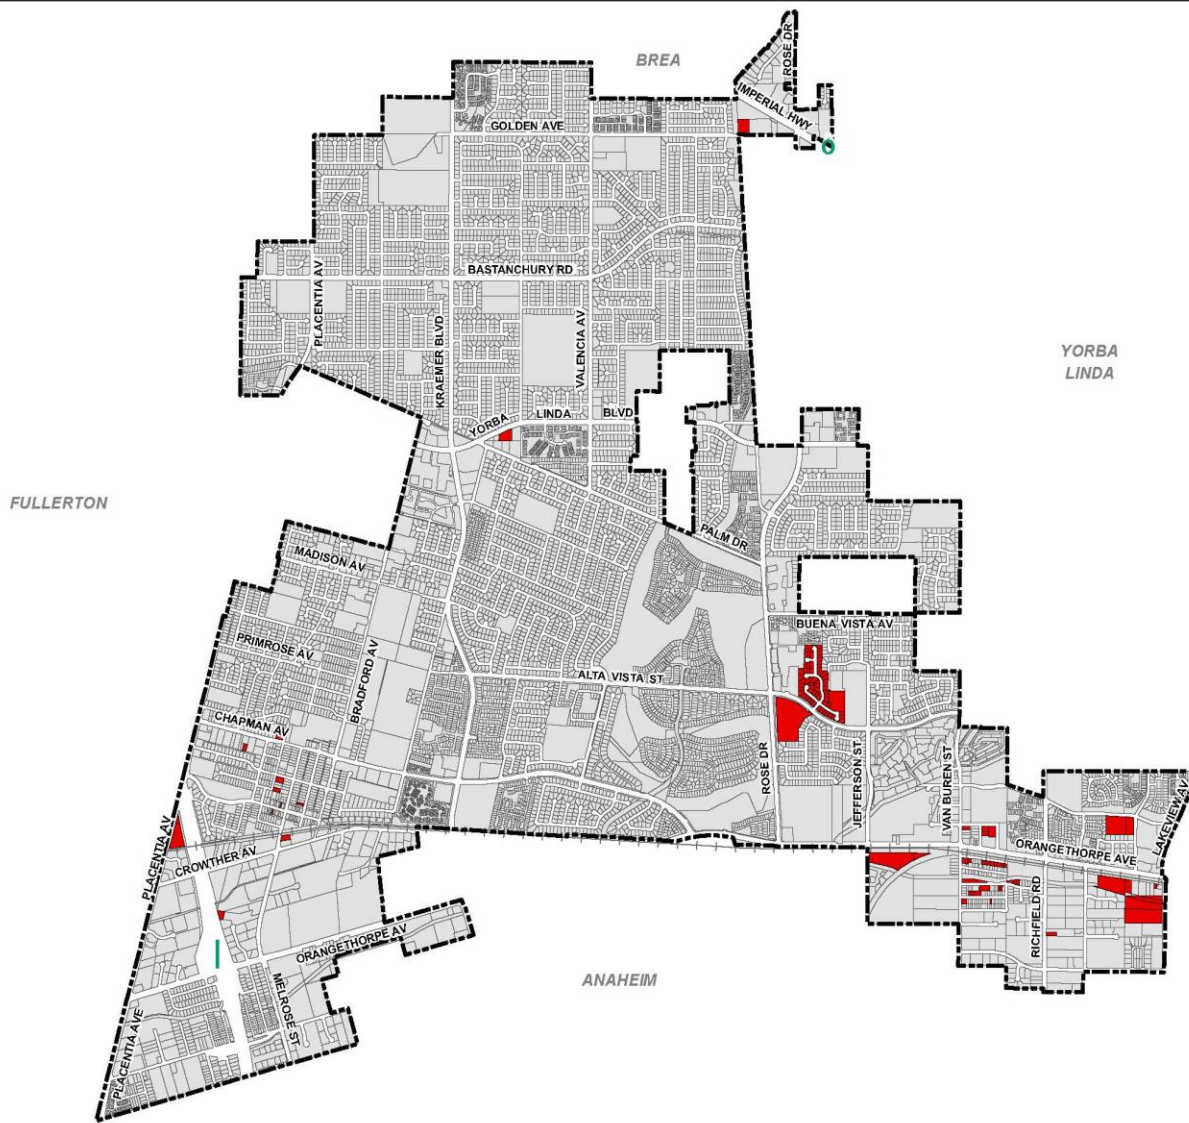 BREA
ROSE DR
IMPERIAL HWY
GOLDEN AVE
BASTANCHURY RD
PLACENTIA AV
KRAEMER BLVD
VALENCIA AV
YORBA
LINDA
YORBA LINDA BLVD
FULLERTON
PALM DR
MADISON AV
BUENA VISTA AV
PRIMROSE AV
BRADFORD AV
ALTA VISTA ST
CHAPMAN AV
ROSE DR
JEFFERSON ST
VAN BUREN ST
LAKEVIEW AV
PLACENTIA AV
CROWTHER AV
ORANGETHORPE AVE
RICHFIELD RD
ORANGETHORPE AV
MELROSE ST
ANAHEIM
PLACENTIA AVE